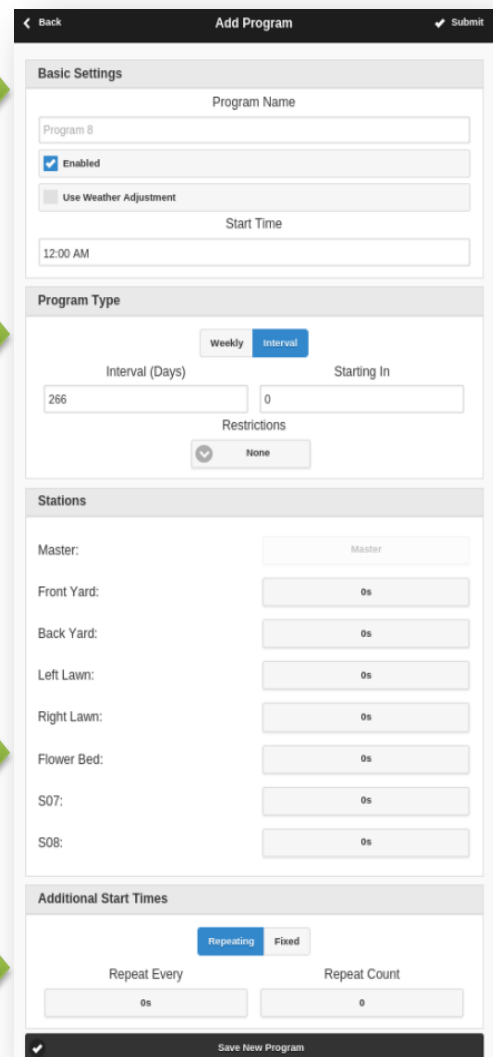 Back Add Program Submit
Basic Settings
Program Name
Program 8
Enabled
Use Weather Adjustment
Start Time
12:00 AM
Program Type
Weekly Interval
Interval (Days) Starting In
266 0
Restrictions
None
Stations
Master: Master
Front Yard: 0s
Back Yard: 0s
Left Lawn: 0s
Right Lawn: 0s
Flower Bed: 0s
S07: 0s
S08: 0s
Additional Start Times
Repeating Fixed
Repeat Every Repeat Count
0s 0
Save New Program